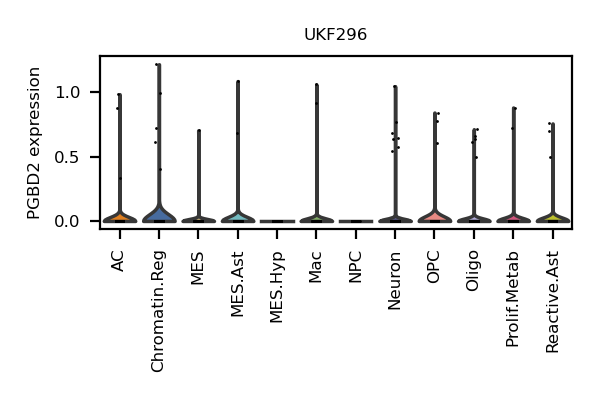 UKF296
PGBD2 expression
1.0
0.5
0.0
AC
Chromatin.Reg
MES
MES.Ast
MES.Hyp
Mac
NPC
Neuron
OPC
Oligo
Prolif.Metab
Reactive.Ast